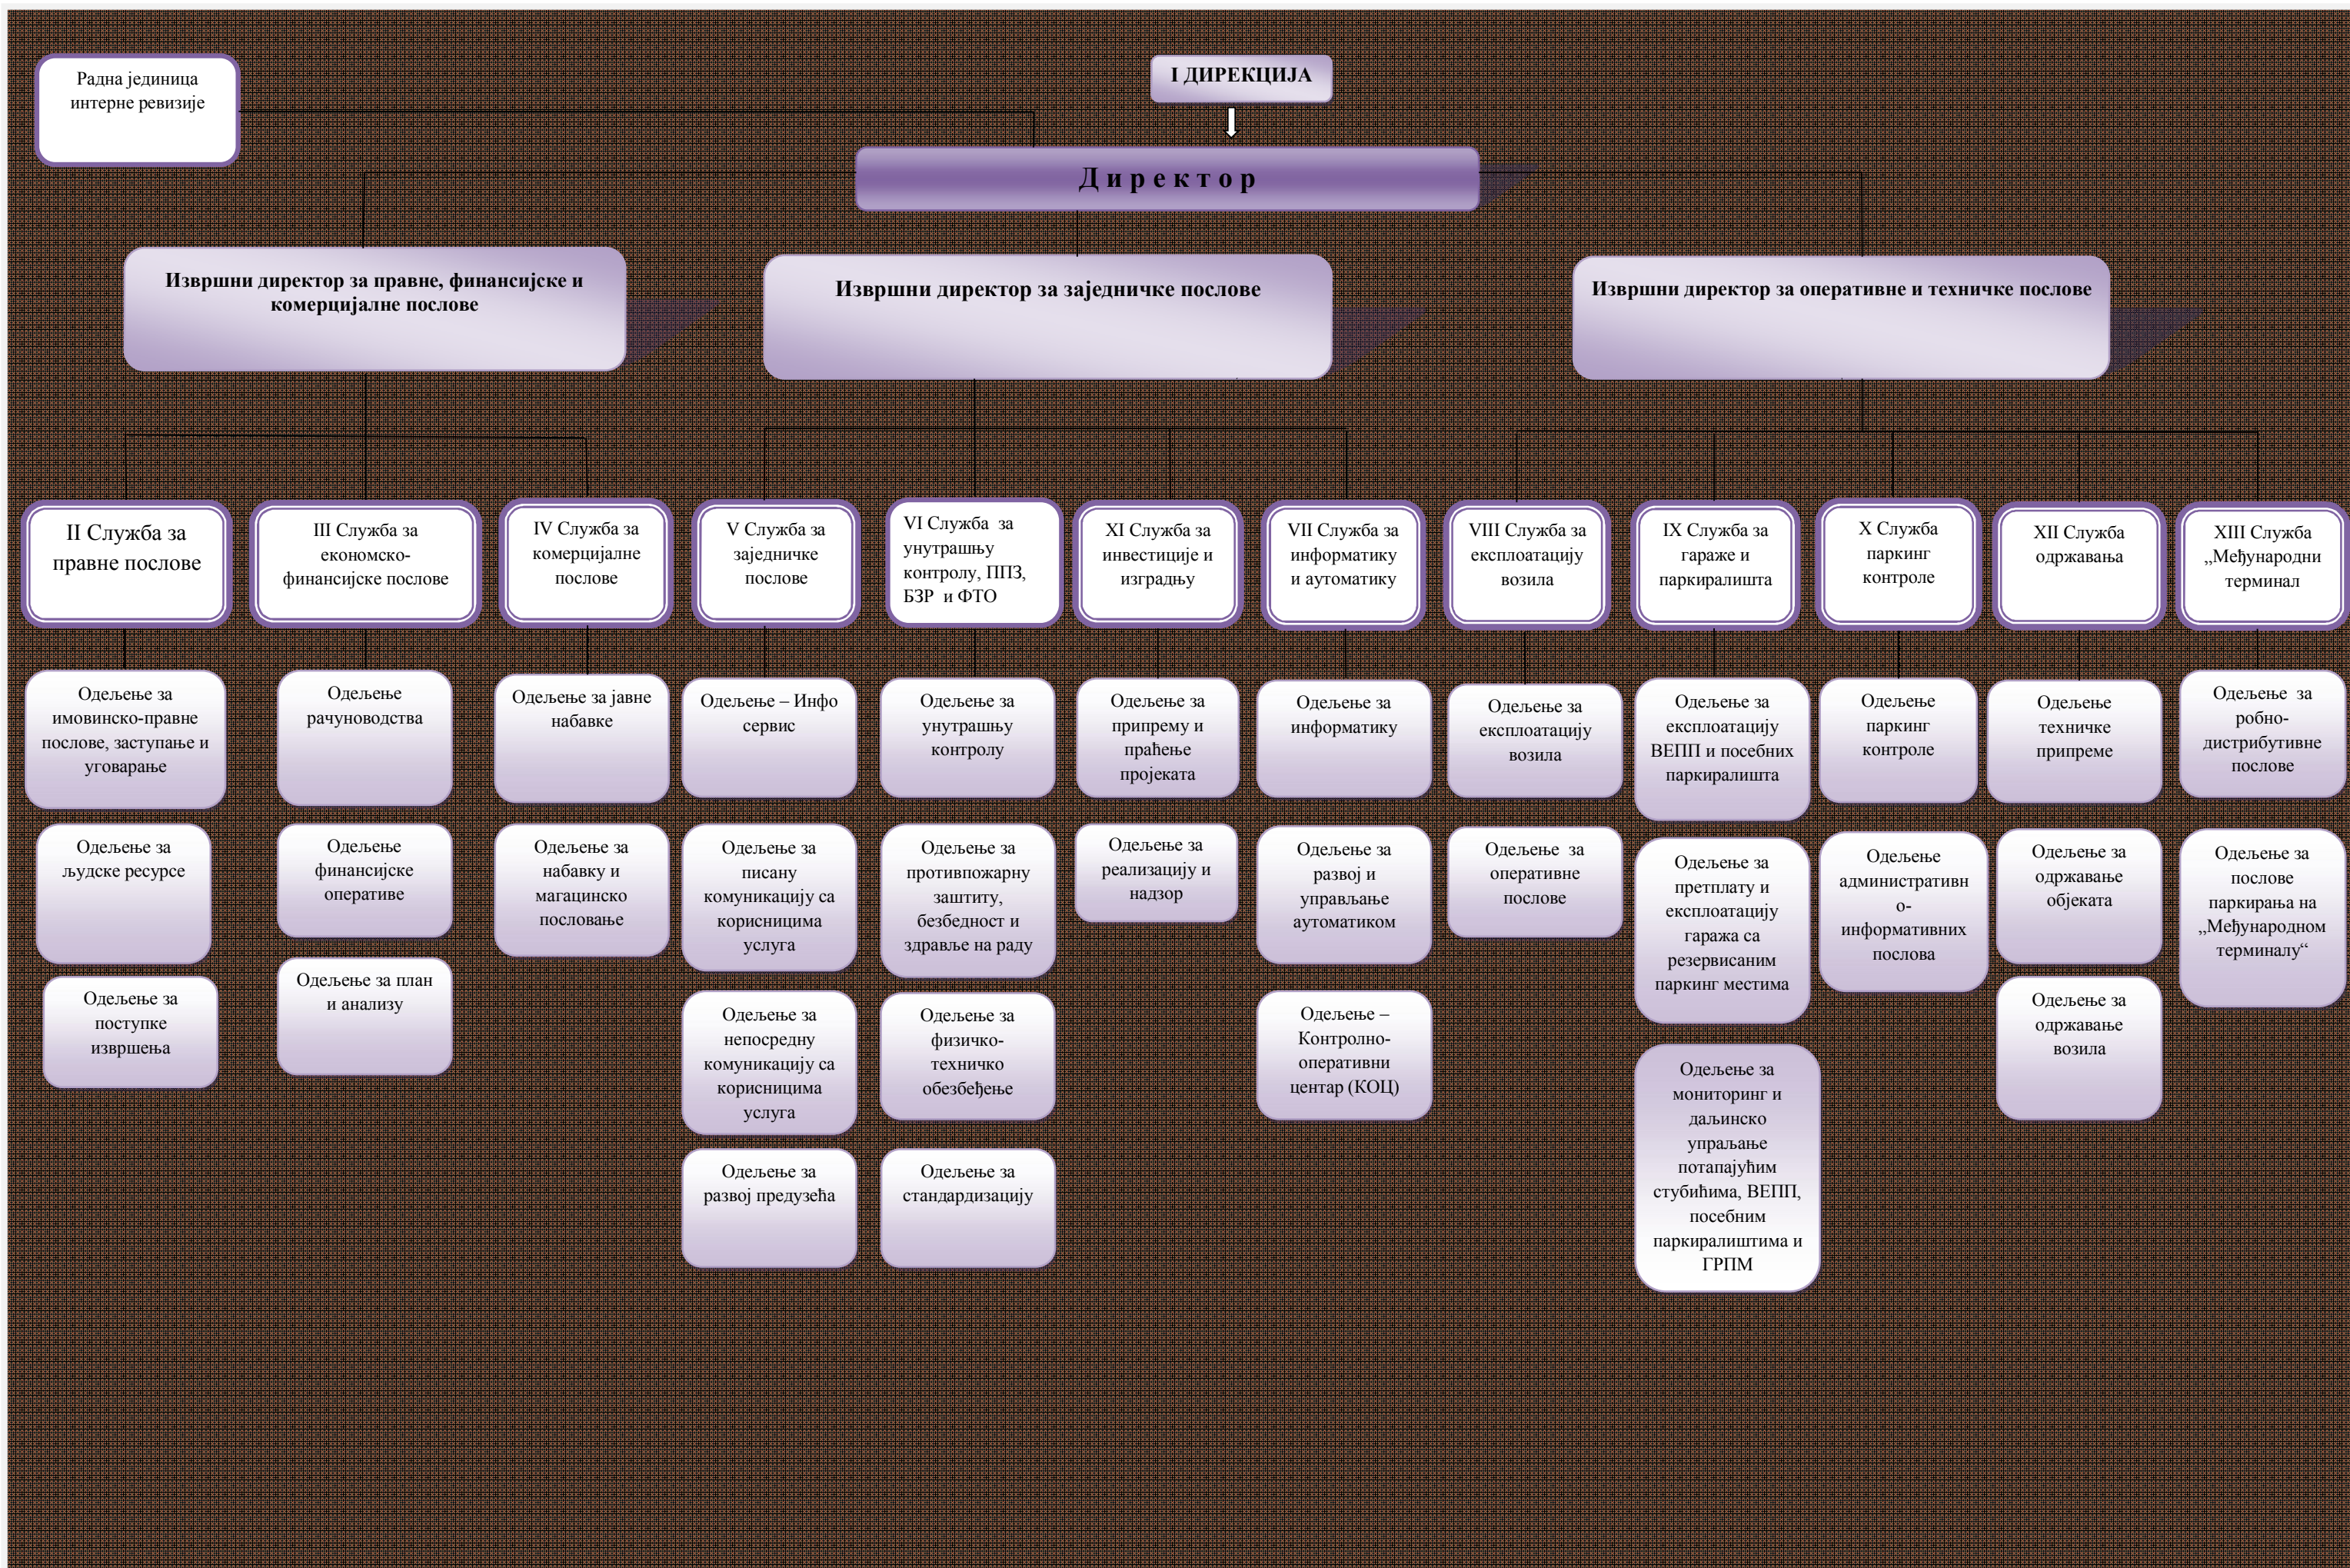 Радна јединица
интерне ревизије
I ДИРЕКЦИЈА
Д и р е к т о р
Извршни директор за правне, финансијске и
комерцијалне послове
Извршни директор за заједничке послове
Извршни директор за оперативне и техничке послове
II Служба за
правне послове
III Служба за
економско-
финансијске послове
IV Служба за
комерцијалне
послове
V Служба за
заједничке
послове
VI Служба за
унутрашњу
контролу, ППЗ,
БЗР и ФТО
XI Служба за
инвестиције и
изградњу
VII Служба за
информатику
и аутоматику
VIII Служба за
експлоатацију
возила
IX Служба за
гараже и
паркиралишта
X Служба
паркинг
контроле
XII Служба
одржавања
XIII Служба
„Међународни
терминал
Одељење за
имовинско-правне
послове, заступање и
уговарање
Одељење
рачуноводства
Одељење за јавне
набавке
Одељење – Инфо
сервис
Одељење за
унутрашњу
контролу
Одељење за
припрему и
праћење
пројеката
Одељење за
информатику
Одељење за
експлоатацију
возила
Одељење за
експлоатацију
ВЕПП и посебних
паркиралишта
Одељење
паркинг
контроле
Одељење
техничке
припреме
Одељење за
робно-
дистрибутивне
послове
Одељење за
људске ресурсе
Одељење
финансијске
оперативе
Одељење за
набавку и
магацинско
пословање
Одељење за
писану
комуникацију са
корисницима
услуга
Одељење за
противпожарну
заштиту,
безбедност и
здравље на раду
Одељење за
реализацију и
надзор
Одељење за
развој и
управљање
аутоматиком
Одељење за
оперативне
послове
Одељење за
претплату и
експлоатацију
гаража са
резервисаним
паркинг местима
Одељење
административн
о-
информативних
послова
Одељење за
одржавање
објеката
Одељење за
послове
паркирања на
„Међународном
терминалу“
Одељење за
поступке
извршења
Одељење за план
и анализу
Одељење за
непосредну
комуникацију са
корисницима
услуга
Одељење за
физичко-
техничко
обезбеђење
Одељење –
Контролно-
оперативни
центар (КОЦ)
Одељење за
мониторинг и
даљинско
упраљање
потапајућим
стубићима, ВЕПП,
посебним
паркиралиштима и
ГРПМ
Одељење за
одржавање
возила
Одељење за
развој предузећа
Одељење за
стандардизацију